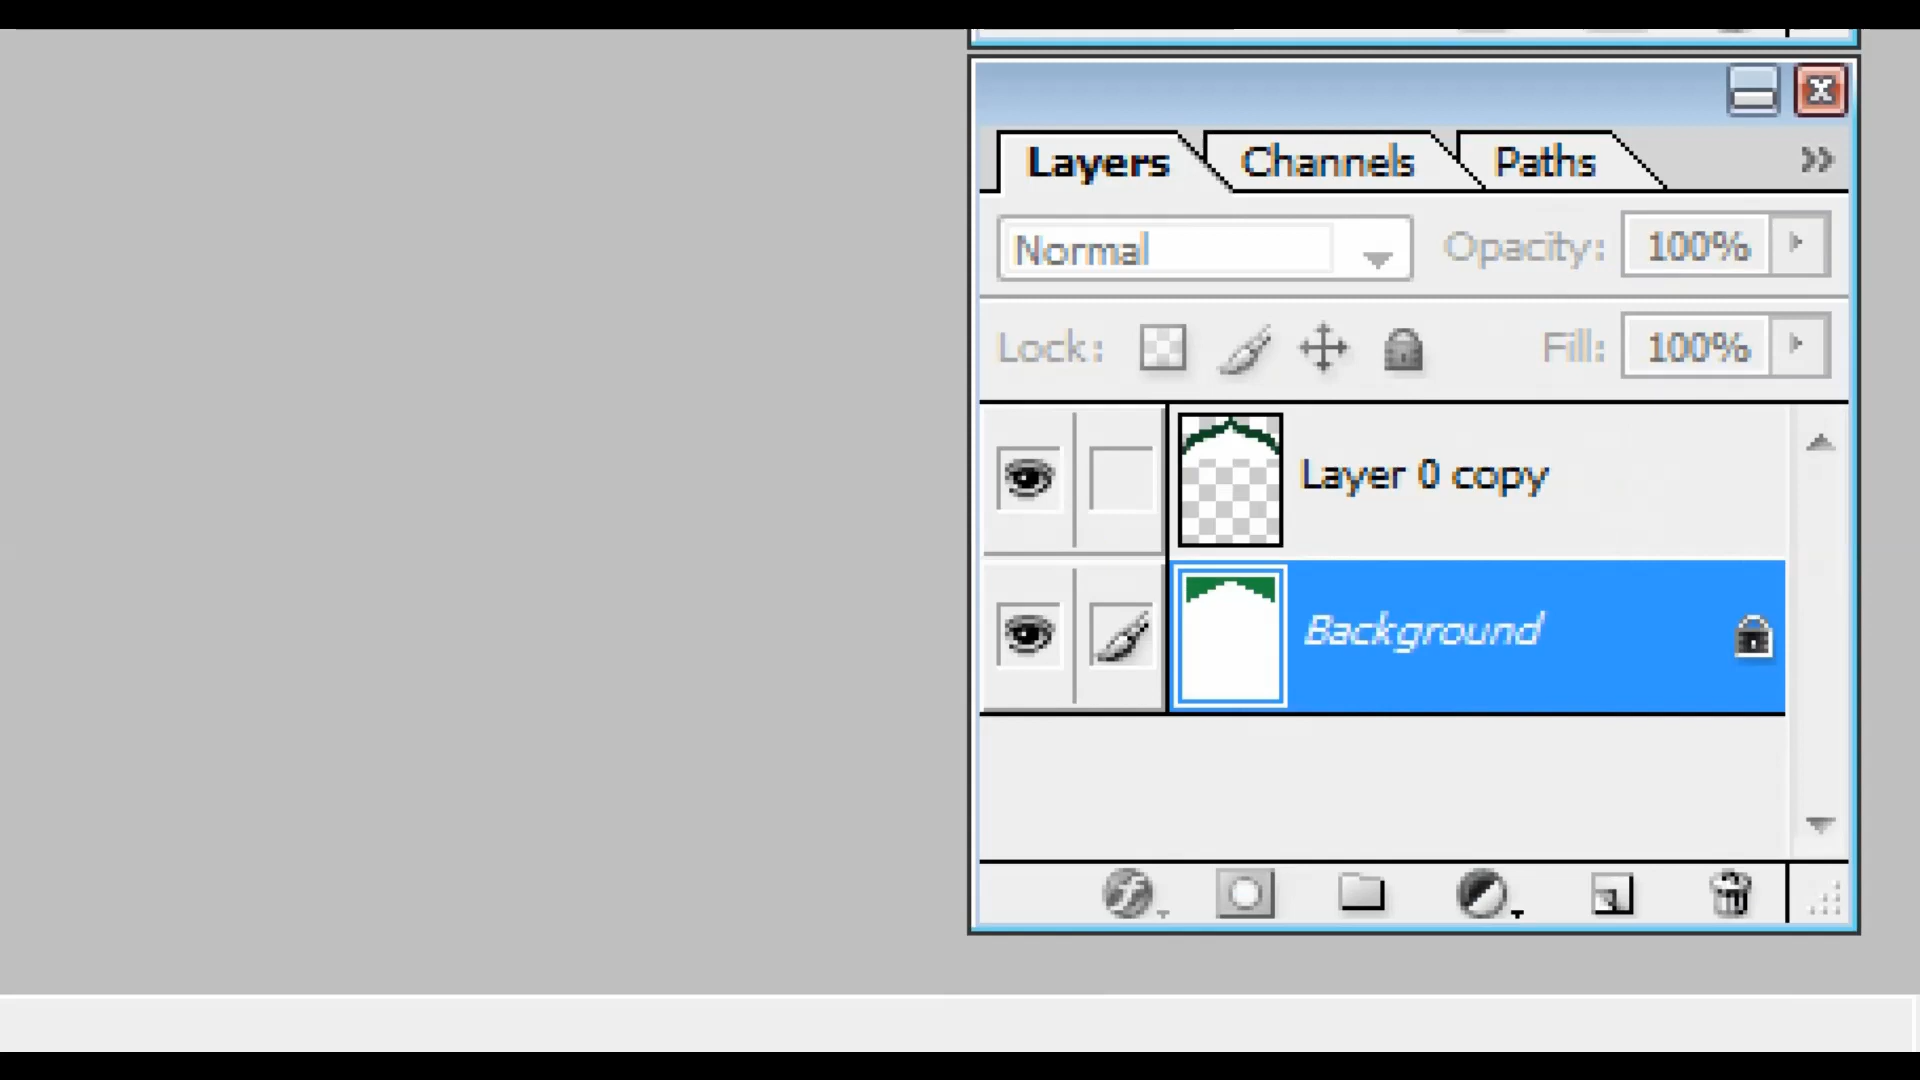 Layers Channels Paths
Normal Opacity: 100%
Lock: Fill: 100%
Layer 0 copy
Background